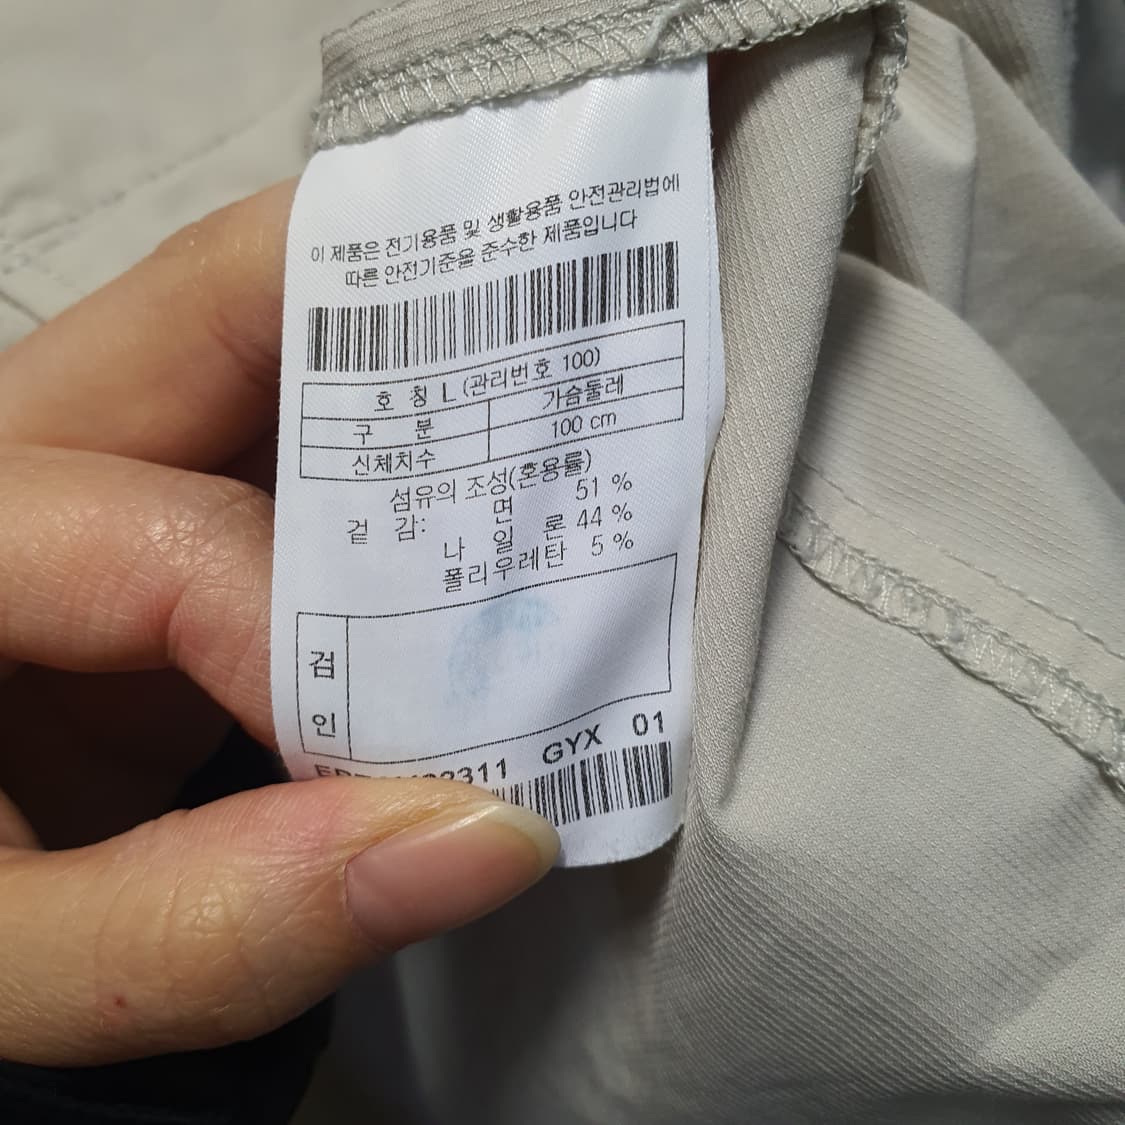 이 제품은 전기용품 및 생활용품 안전관리법에
따른 안전기준을 준수한 제품입니다
호 칭 L (관리번호 100)
구 분 가슴둘레
신체치수 100 cm
섬유의 조성(혼용률)
겉 감: 면 51 %
나 일 론 44 %
폴리우레탄 5 %
검
인
GYX 01